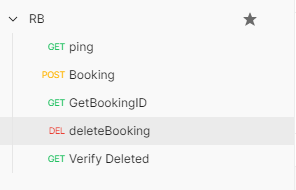 RB
GET ping
POST Booking
GET GetBookingID
DEL deleteBooking
GET Verify Deleted